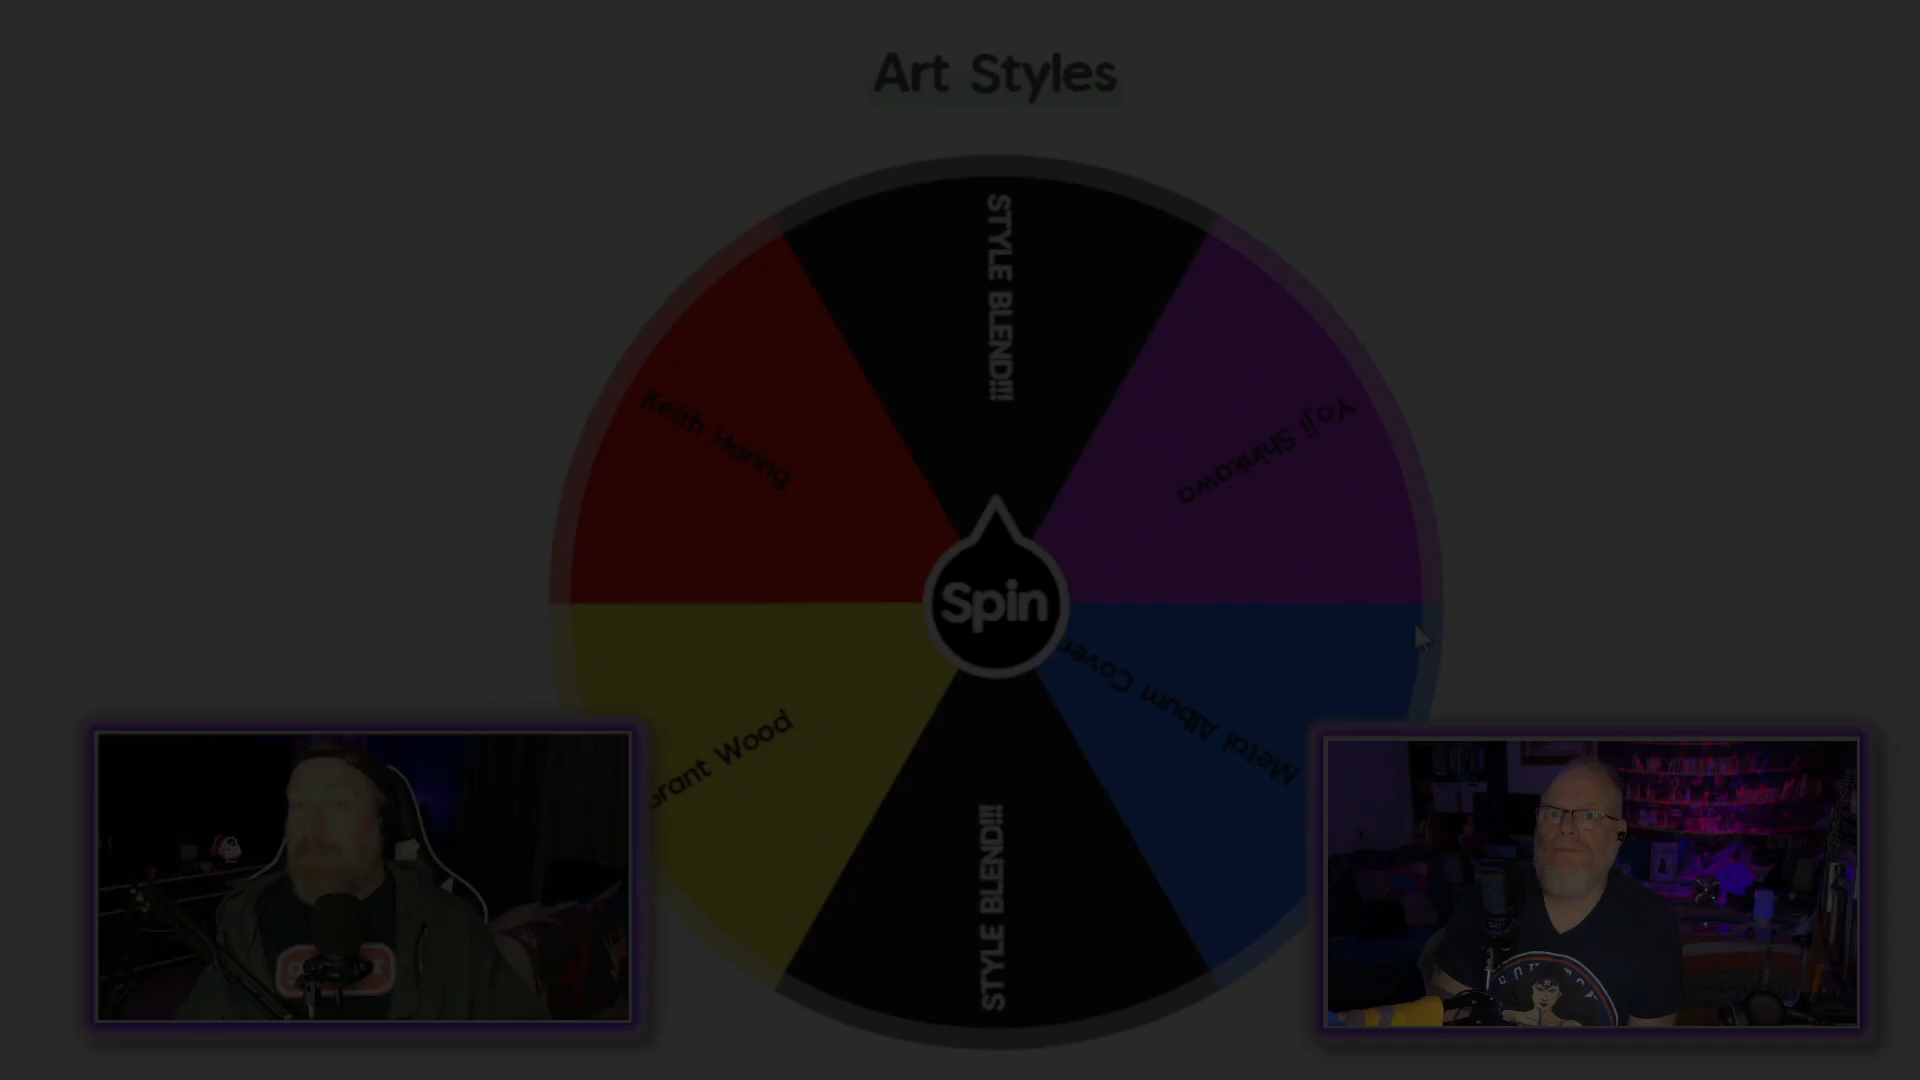 Art Styles
STYLE BLEND!!!
Keith Haring
Yoji Shinkawa
Spin
Metal Album Cover
Grant Wood
STYLE BLEND!!!